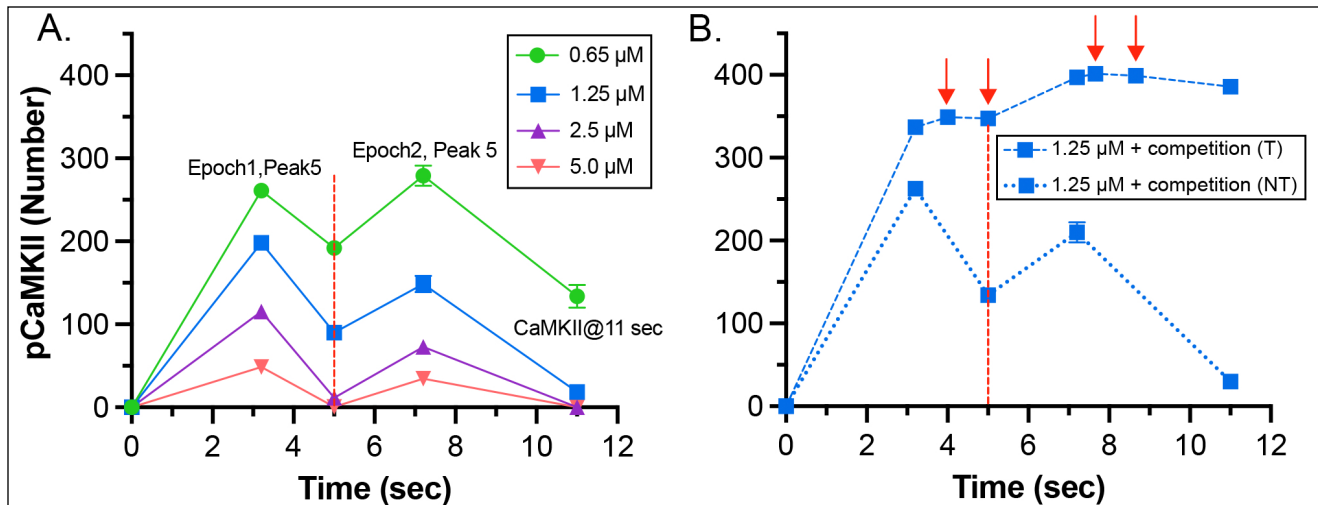 A.
pCaMKII (Number)
400
300
200
100
0
0.65 µM
1.25 µM
2.5 µM
5.0 µM
Epoch1,Peak5
Epoch2, Peak 5
CaMKII@11 sec
0 2 4 6 8 10 12
Time (sec)
B.
400
300
200
100
0
1.25 µM + competition (T)
1.25 µM + competition (NT)
0 2 4 6 8 10 12
Time (sec)